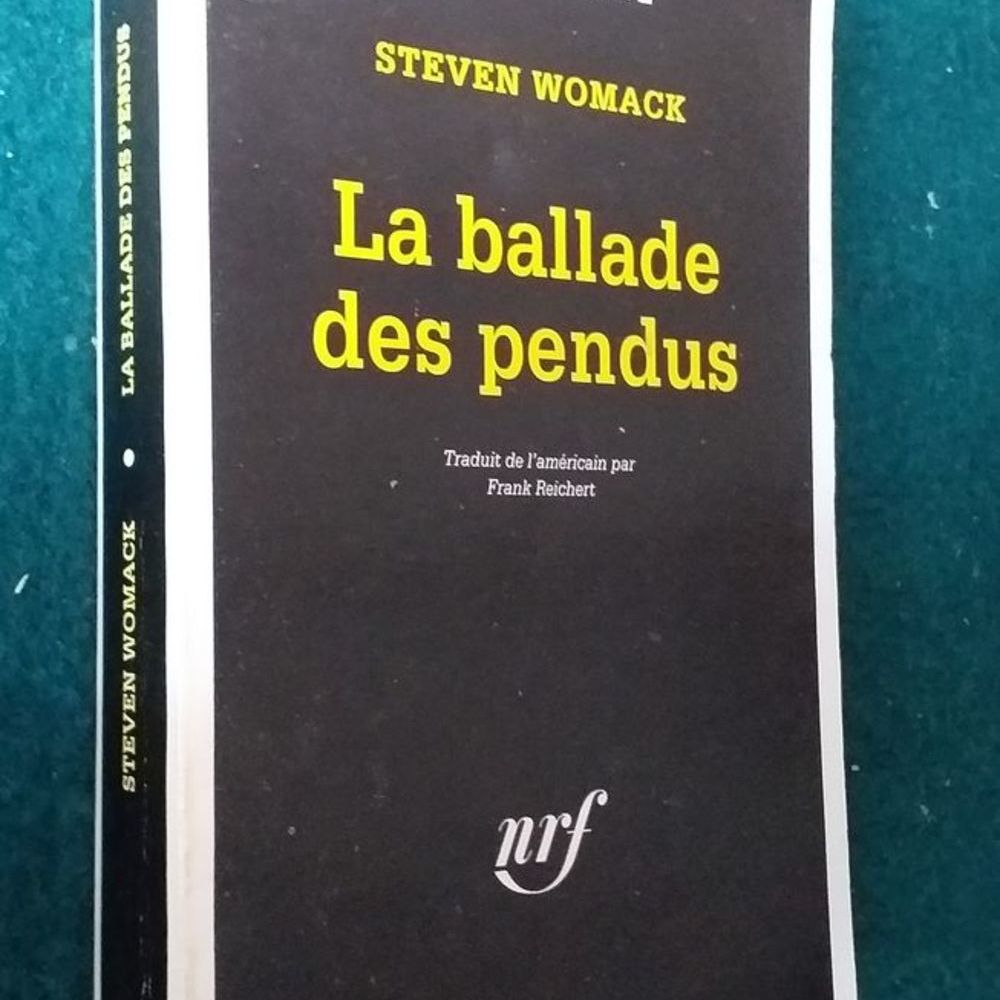 STEVEN WOMACK
La ballade
des pendus
Traduit de l'américain par
Frank Reichert
nrf
STEVEN WOMACK • LA BALLADE DES PENDUS